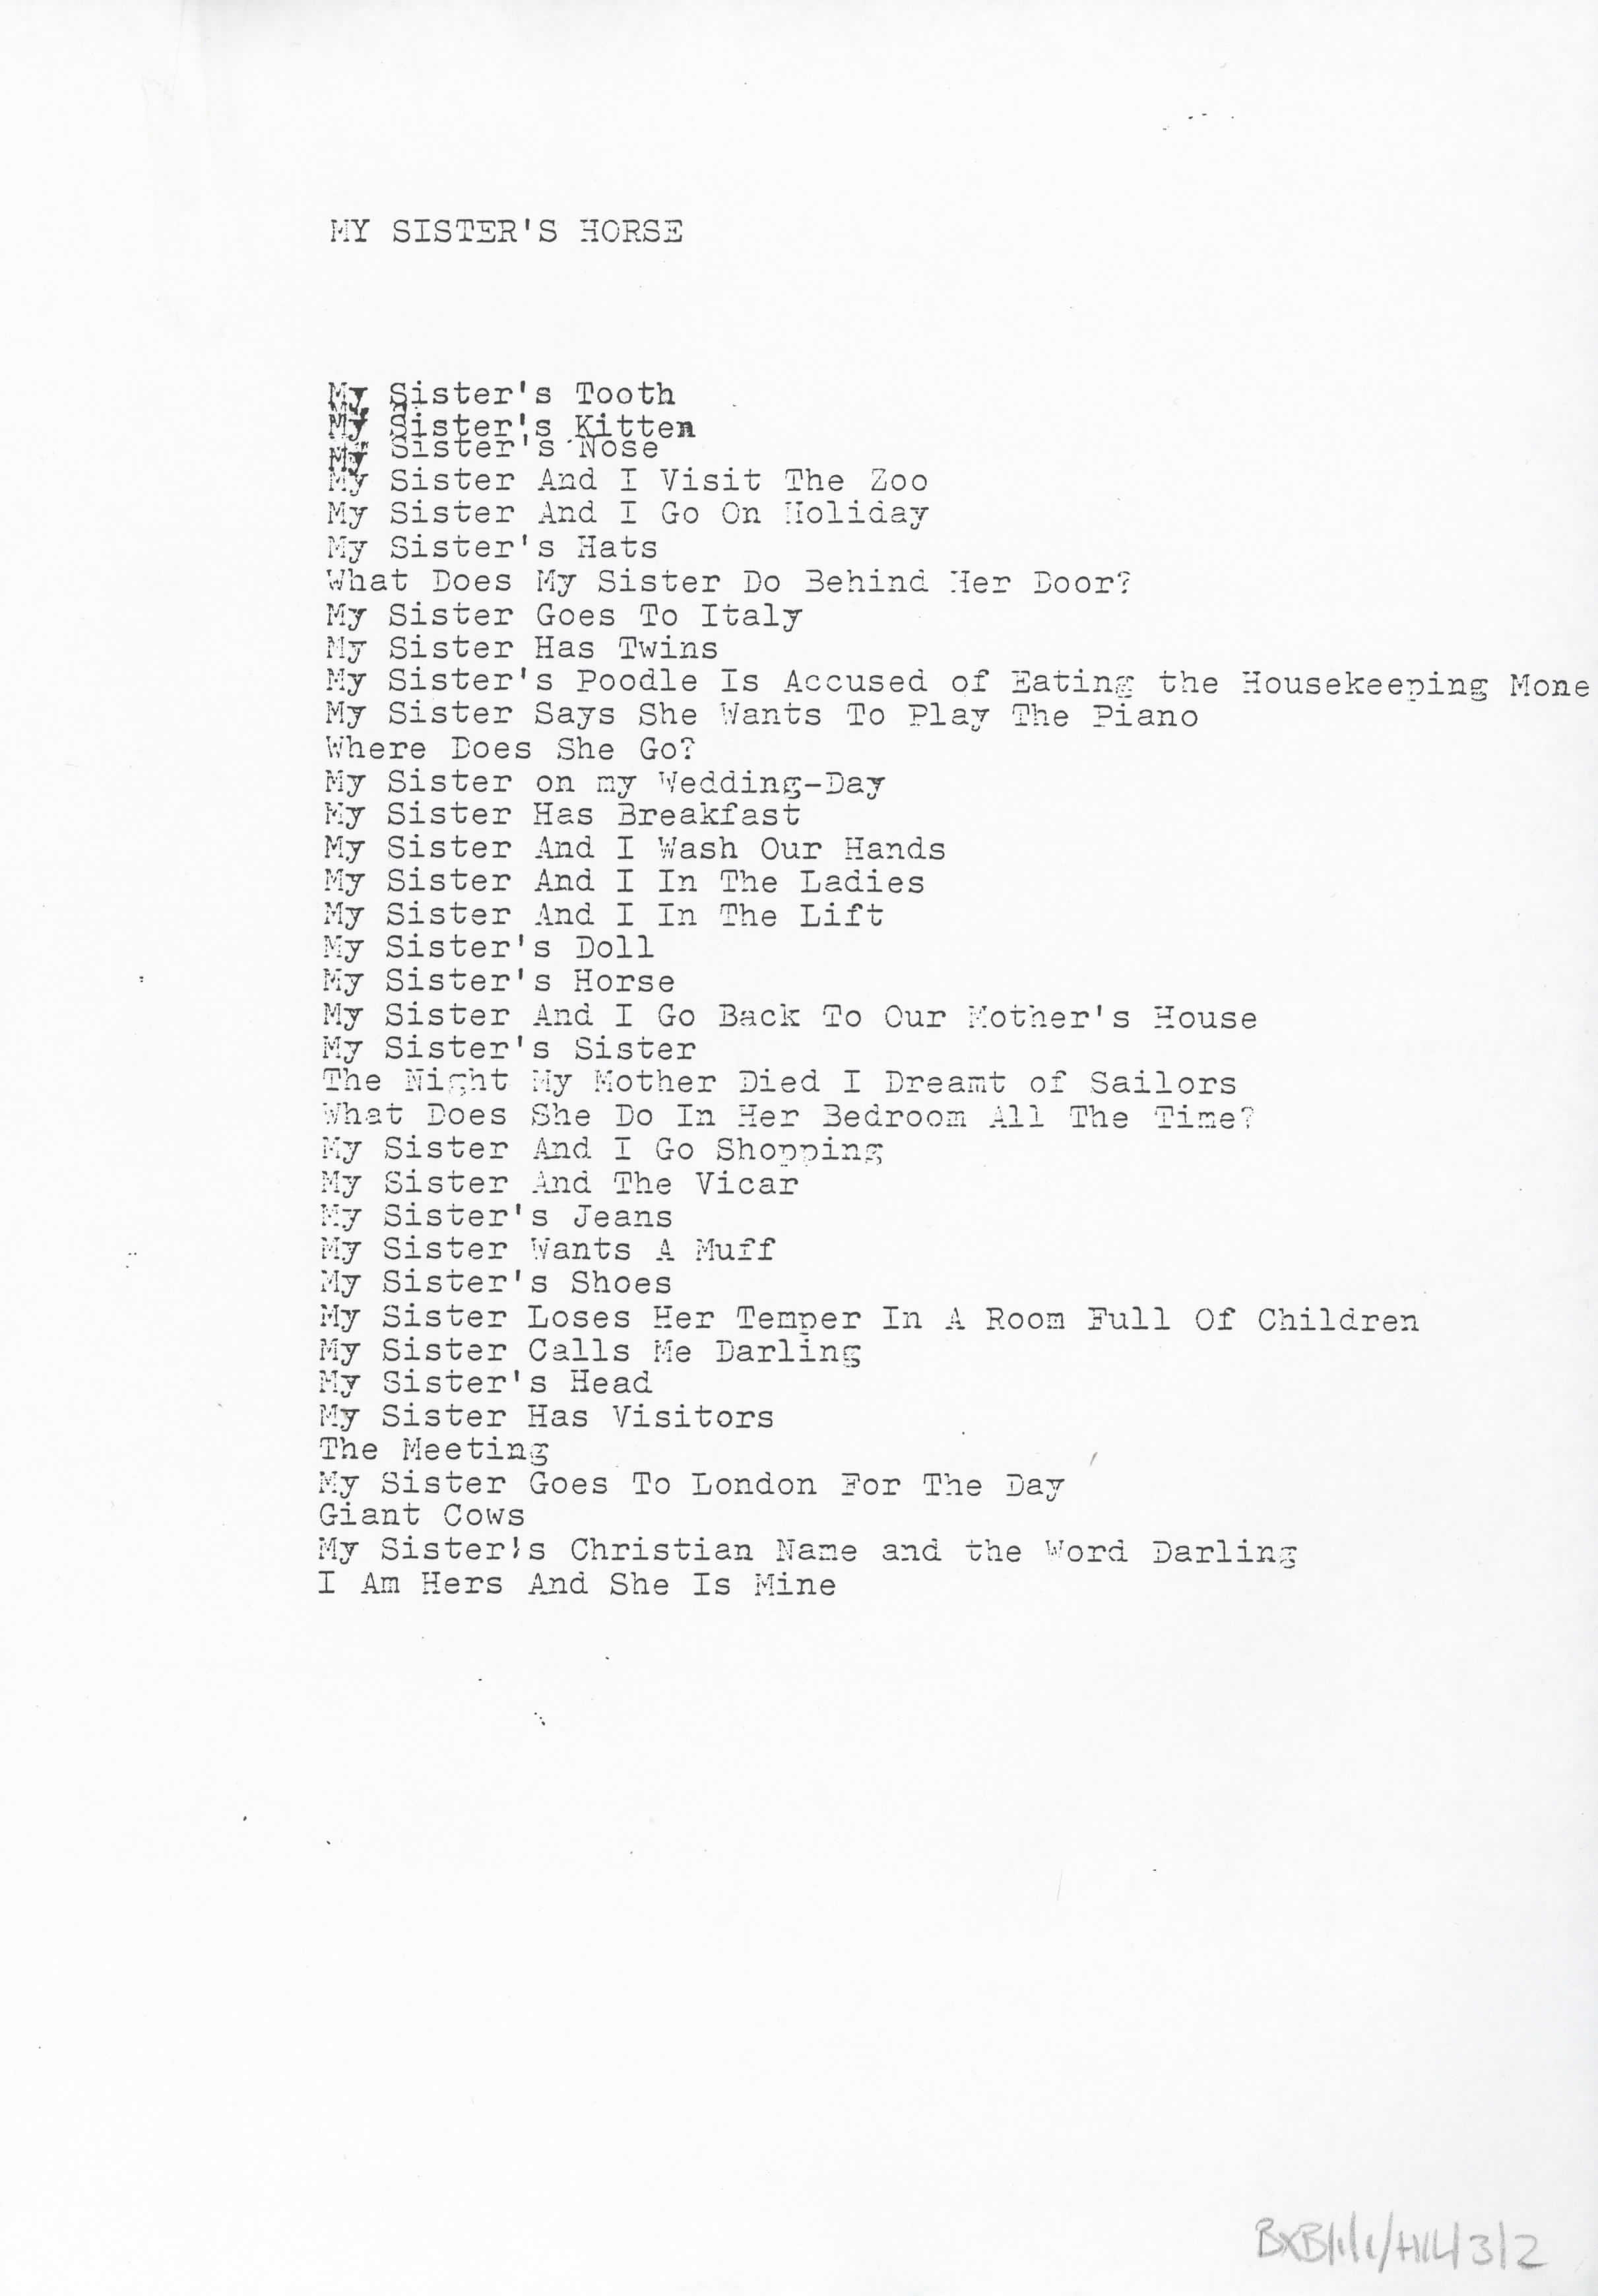 MY SISTER'S HORSE
My Sister's Tooth
My Sister's Kitten
My Sister's Nose
My Sister And I Visit The Zoo
My Sister And I Go On Holiday
My Sister's Hats
What Does My Sister Do Behind Her Door?
My Sister Goes To Italy
My Sister Has Twins
My Sister's Poodle Is Accused of Eating the Housekeeping Mone
My Sister Says She Wants To Play The Piano
Where Does She Go?
My Sister on my Wedding-Day
My Sister Has Breakfast
My Sister And I Wash Our Hands
My Sister And I In The Ladies
My Sister And I In The Lift
My Sister's Doll
My Sister's Horse
My Sister And I Go Back To Our Mother's House
My Sister's Sister
The Night My Mother Died I Dreamt of Sailors
What Does She Do In Her Bedroom All The Time?
My Sister And I Go Shopping
My Sister And The Vicar
My Sister's Jeans
My Sister Wants A Muff
My Sister's Shoes
My Sister Loses Her Temper In A Room Full Of Children
My Sister Calls Me Darling
My Sister's Head
My Sister Has Visitors
The Meeting
My Sister Goes To London For The Day
Giant Cows
My Sister's Christian Name and the Word Darling
I Am Hers And She Is Mine